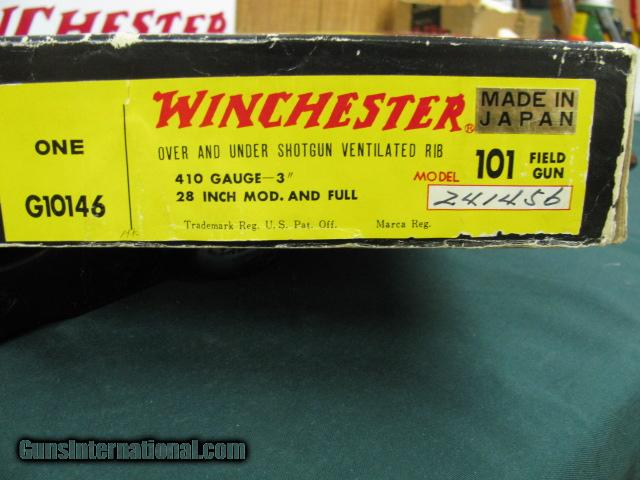 WINCHESTER
ONE
G10146
WINCHESTER®
MADE IN
JAPAN
OVER AND UNDER SHOTGUN VENTILATED RIB
410 GAUGE-3"
28 INCH MOD. AND FULL
MODEL 101 FIELD
GUN
241456
Trademark Reg. U.S. Pat. Off. Marca Reg.
GunsInternational.com